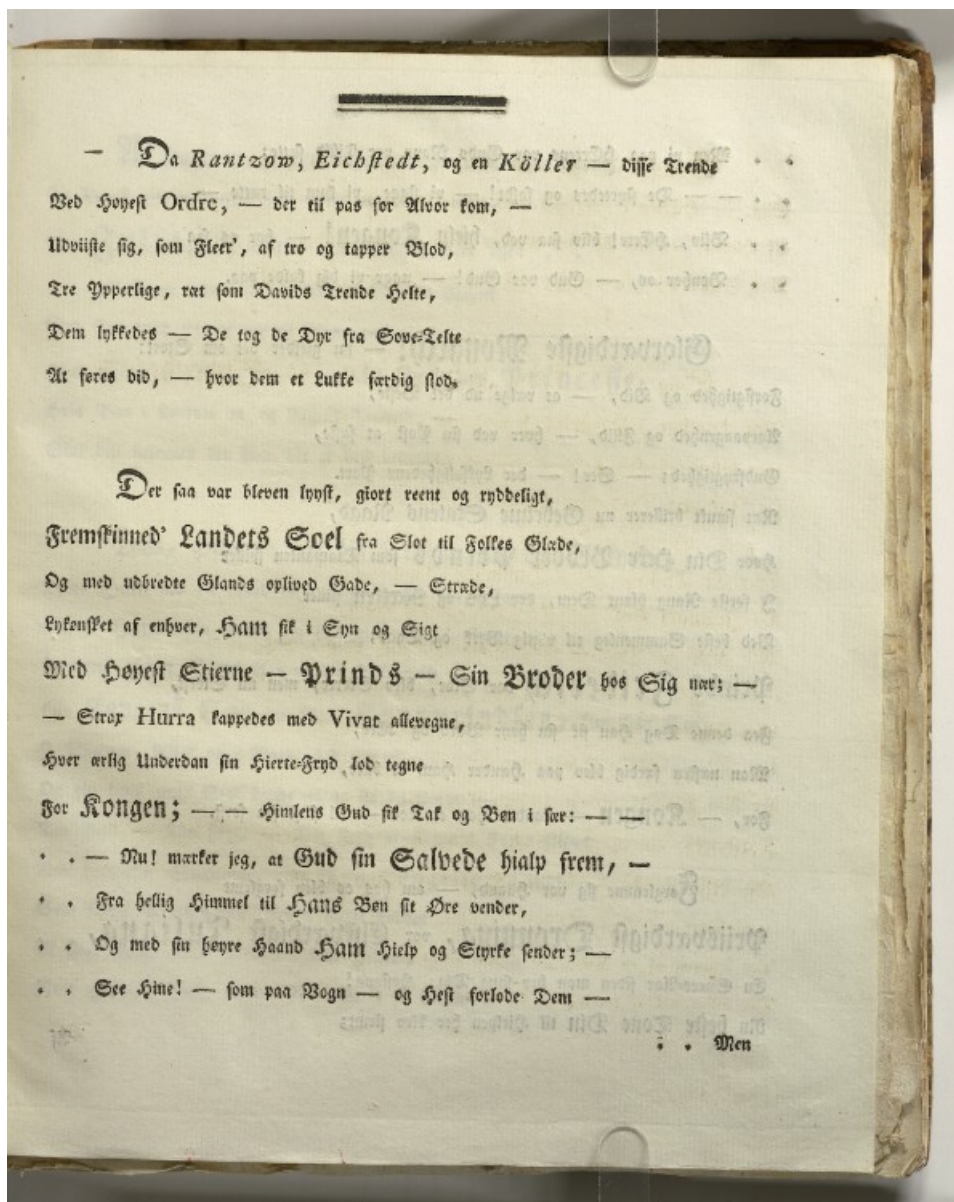 — Da Rantzow, Eichstedt, og en Köller — disse Trende
Ved Høyest Ordre, — der til pas for Alvor kom, —
Udviiste sig, som Fleer', af tro og tapper Blod,
Tre Ypperlige, ræt som Davids Trende Helte,
Dem lykkedes — De tog de Dyr fra Sove-Telte
At føres did, — hvor dem et Lukke færdig stod.
Der saa var bleven lyyst, giort reent og ryddeligt,
Fremskinned' Landets Soel fra Slot til Folkes Glæde,
Og med udbredte Glands oplived Gade, — Stræde,
Lykønsket af enhver, Ham fik i Syn og Sigt
Med Høyest Stierne — Prinds — Sin Broder hos Sig nær; —
— Strax Hurra kappedes med Vivat allevegne,
Hver ærlig Underdan sin Hierte-Fryd lod tegne
For Kongen; — — Himlens Gud fik Tak og Bøn i sær: — —
• • — Nu! mærker jeg, at Gud sin Salvede hialp frem, —
• • Fra hellig Himmel til Hans Bøn sit Øre vender,
• • Og med sin høyre Haand Ham Hielp og Styrke sender; —
• • See Hine! — som paa Vogn — og Hest forlode Dem —
• • Men